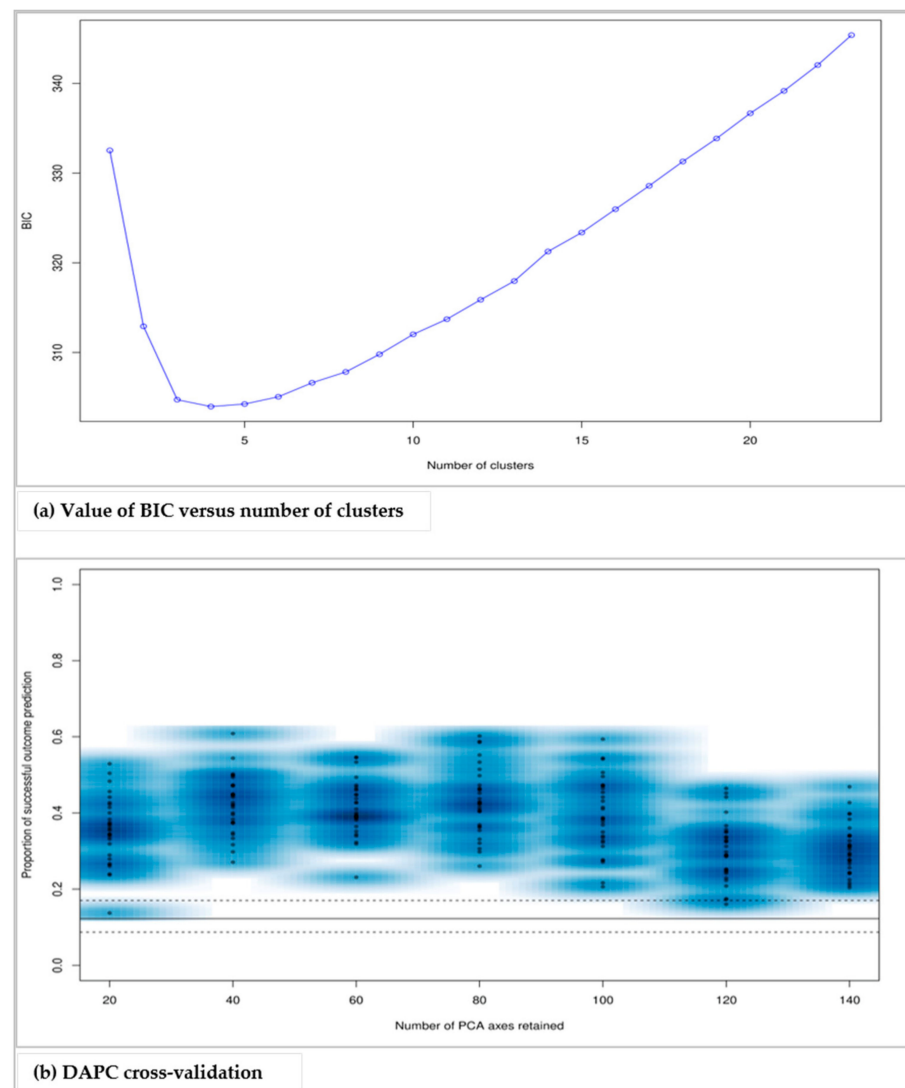 340
330
BIC
320
310
5 10 15 20
Number of clusters
(a) Value of BIC versus number of clusters
1.0
0.8
Proportion of successful outcome prediction
0.6
0.4
0.2
0.0
20 40 60 80 100 120 140
Number of PCA axes retained
(b) DAPC cross-validation